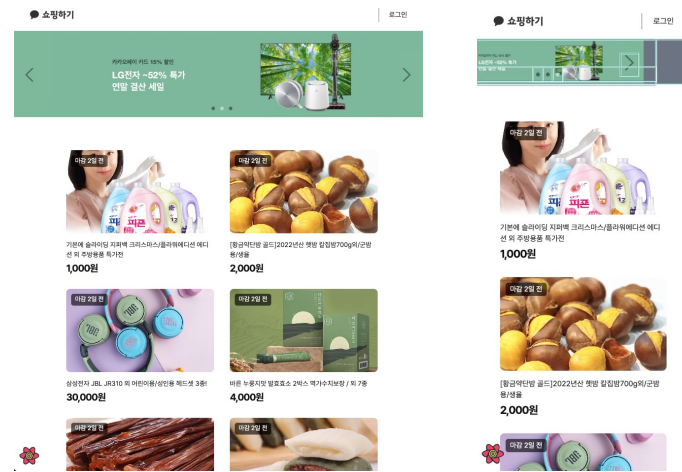 쇼핑하기
로그인
카카오페이 카드 15% 할인
LG전자 ~52% 특가
연말 결산 세일
마감 2일 전
기본에 슬라이딩 지퍼백 크리스마스/플라워에디션 에디
션 외 주방용품 특가전
1,000원
마감 2일 전
[황금약단밤 골드]2022년산 햇밤 칼집밤700g외/군밤
용/생율
2,000원
마감 2일 전
삼성전자 JBL JR310 외 어린이용/성인용 헤드셋 3종!
30,000원
마감 2일 전
바른 누룽지맛 발효효소 2박스 역가수치보장 / 외 7종
4,000원
마감 2일 전
마감 2일 전
쇼핑하기
로그인
LG전자 ~52% 특가
연말 결산 세일
마감 2일 전
기본에 슬라이딩 지퍼백 크리스마스/플라워에디션 에디
션 외 주방용품 특가전
1,000원
마감 2일 전
[황금약단밤 골드]2022년산 햇밤 칼집밤700g외/군밤
용/생율
2,000원
마감 2일 전
JBL